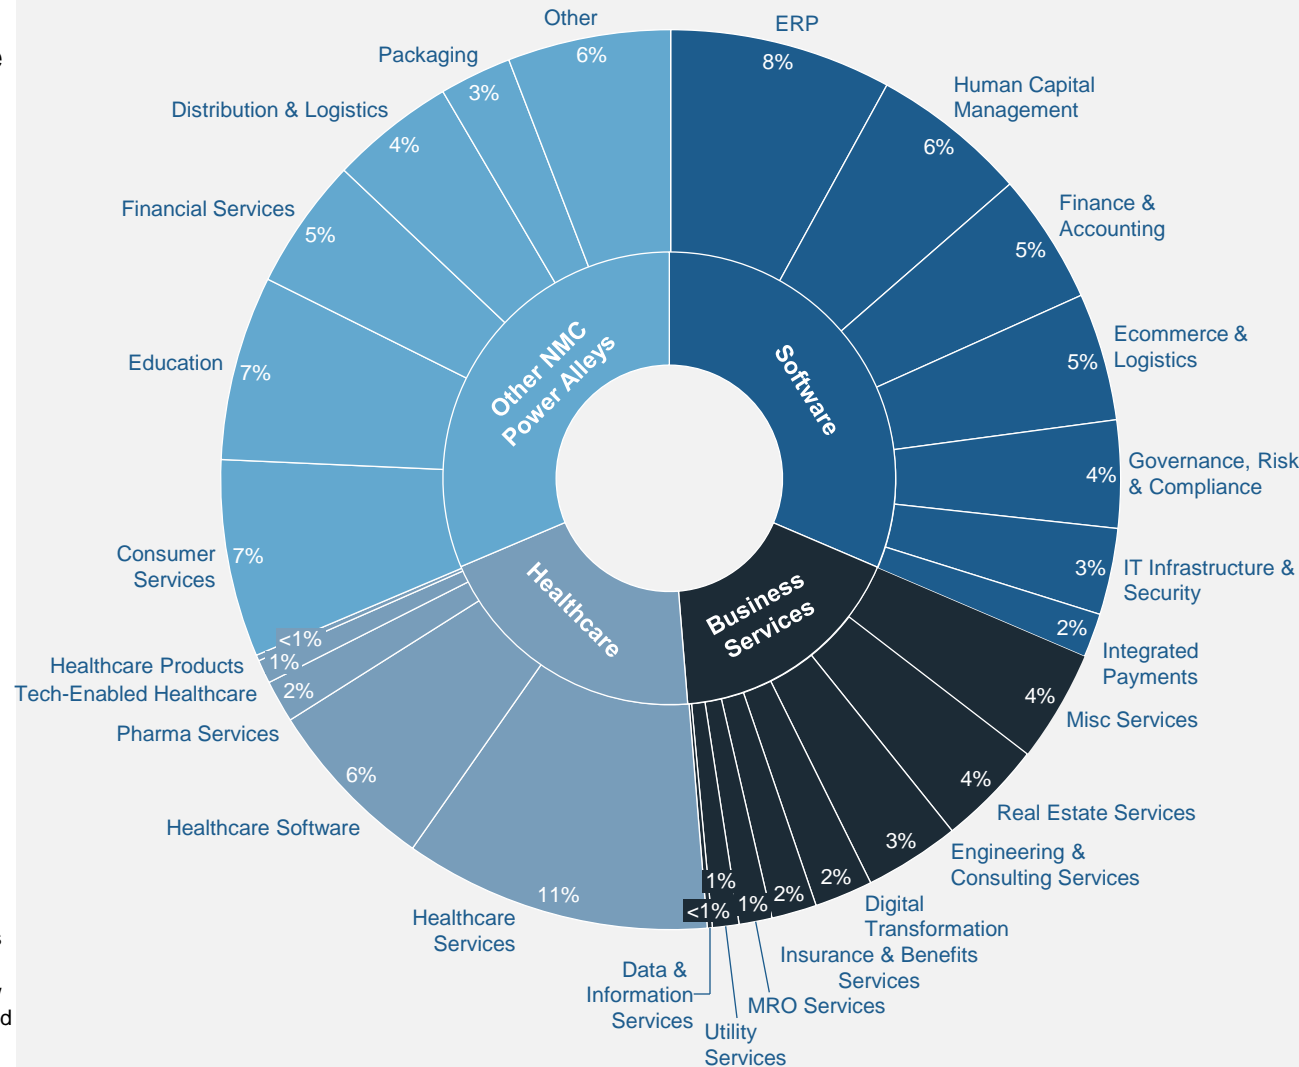 Other
6%
ERP
8%
Packaging
3%
Human Capital
Management
6%
Distribution & Logistics
4%
Finance &
Accounting
5%
Financial Services
5%
Ecommerce &
Logistics
5%
Education
7%
Other NMC
Power Alleys
Software
Governance, Risk
& Compliance
4%
Consumer
Services
7%
IT Infrastructure &
Security
3%
Healthcare
Business
Services
Integrated
Payments
2%
<1%
Healthcare Products
1%
Tech-Enabled Healthcare
2%
Pharma Services
4%
Misc Services
6%
Healthcare Software
4%
Real Estate Services
3%
Engineering &
Consulting Services
11%
Healthcare
Services
2%
Digital
Transformation
2%
Insurance & Benefits
Services
1%
MRO Services
1%
Utility
Services
<1%
Data &
Information
Services